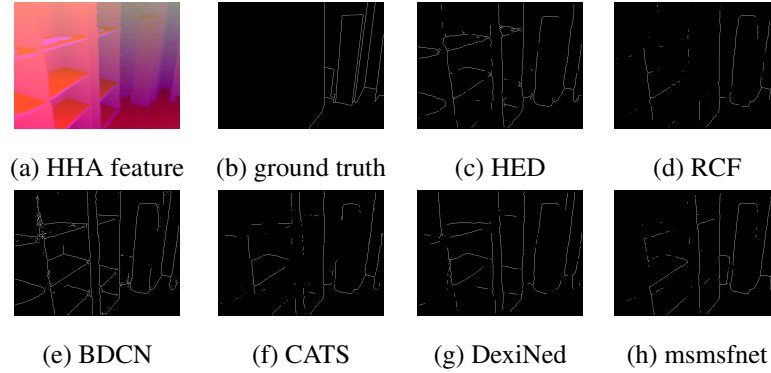 (a) HHA feature
(b) ground truth
(c) HED
(d) RCF
(e) BDCN
(f) CATS
(g) DexiNed
(h) msmsfnet